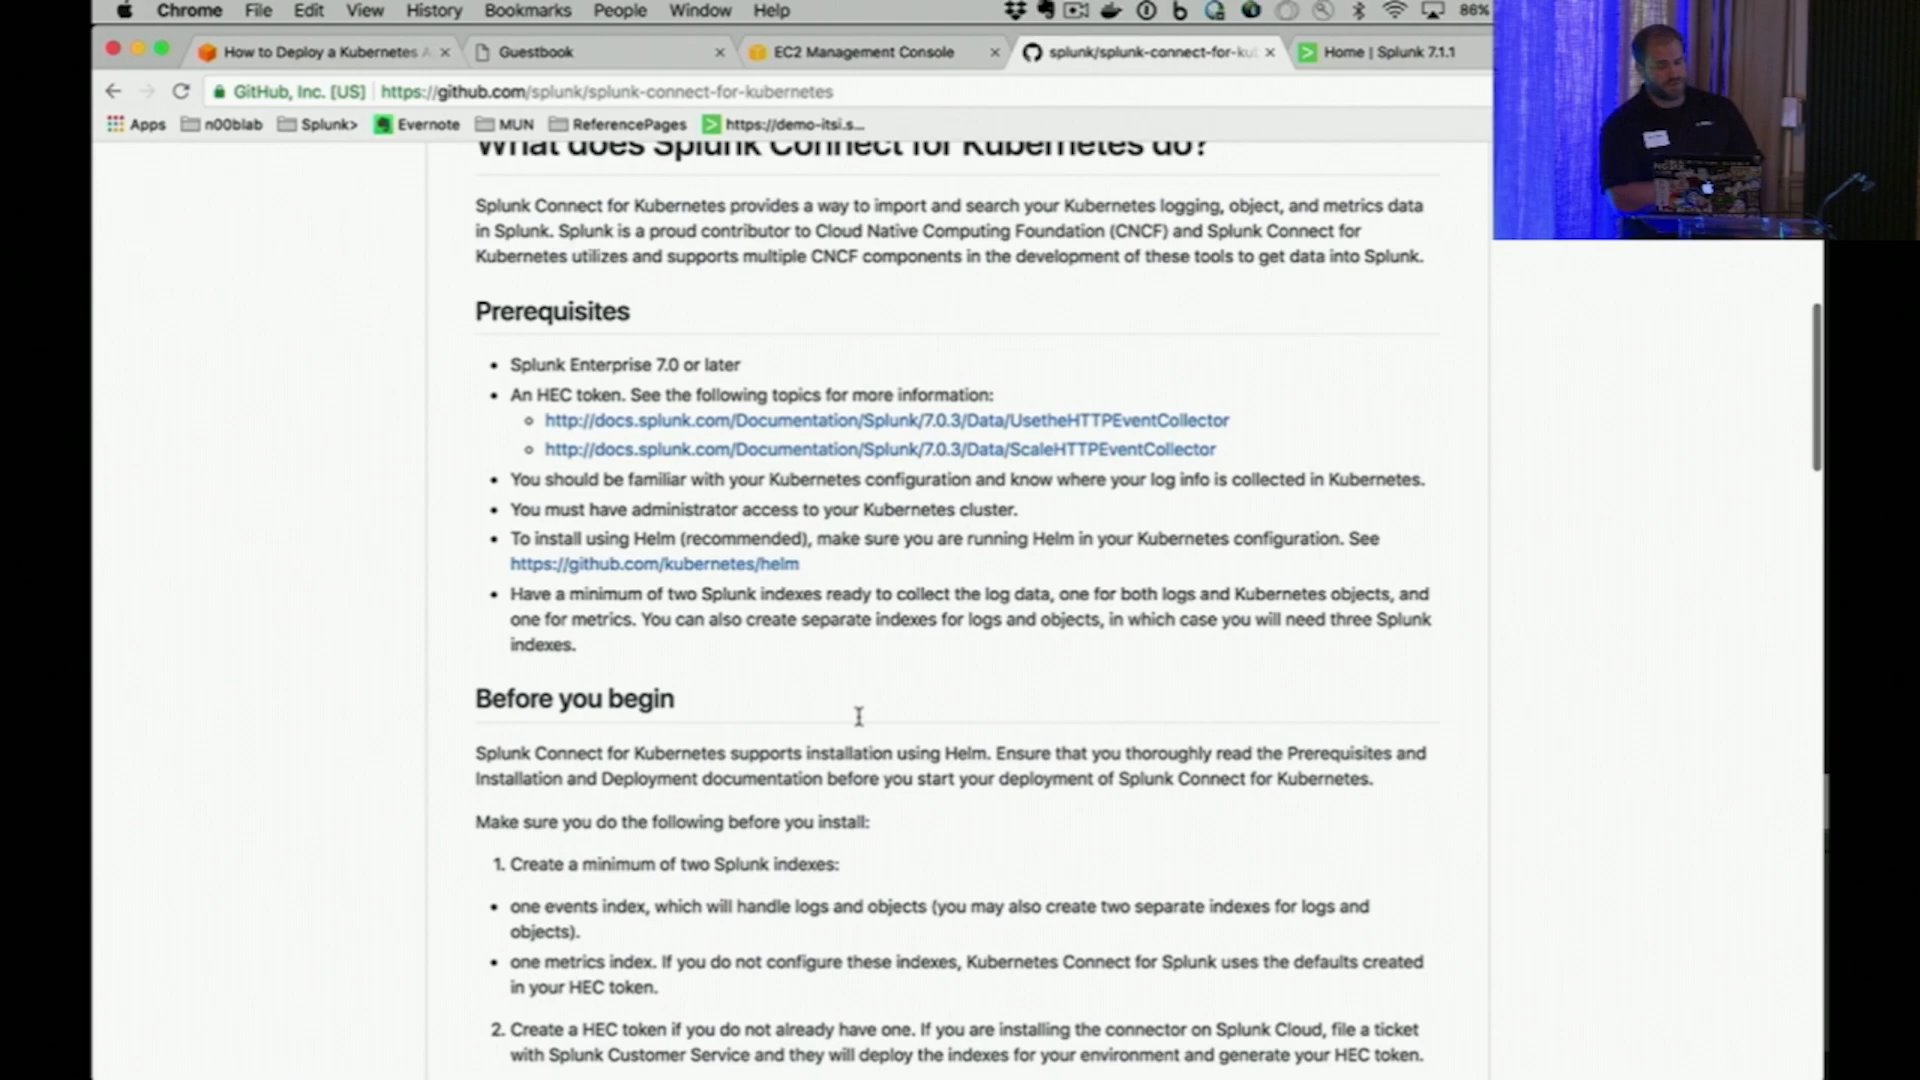 Chrome File Edit View History Bookmarks People Window Help 86%
How to Deploy a Kubernetes A
Guestbook
EC2 Management Console
splunk/splunk-connect-for-ku
Home | Splunk 7.1.1
GitHub, Inc. [US] https://github.com/splunk/splunk-connect-for-kubernetes
Apps n00blab Splunk> Evernote MUN ReferencePages https://demo-itsi.s...
What does Splunk Connect for Kubernetes do?
Splunk Connect for Kubernetes provides a way to import and search your Kubernetes logging, object, and metrics data
in Splunk. Splunk is a proud contributor to Cloud Native Computing Foundation (CNCF) and Splunk Connect for
Kubernetes utilizes and supports multiple CNCF components in the development of these tools to get data into Splunk.
Prerequisites
• Splunk Enterprise 7.0 or later
• An HEC token. See the following topics for more information:
http://docs.splunk.com/Documentation/Splunk/7.0.3/Data/UsetheHTTPEventCollector
http://docs.splunk.com/Documentation/Splunk/7.0.3/Data/ScaleHTTPEventCollector
• You should be familiar with your Kubernetes configuration and know where your log info is collected in Kubernetes.
• You must have administrator access to your Kubernetes cluster.
• To install using Helm (recommended), make sure you are running Helm in your Kubernetes configuration. See
https://github.com/kubernetes/helm
• Have a minimum of two Splunk indexes ready to collect the log data, one for both logs and Kubernetes objects, and
one for metrics. You can also create separate indexes for logs and objects, in which case you will need three Splunk
indexes.
Before you begin
Splunk Connect for Kubernetes supports installation using Helm. Ensure that you thoroughly read the Prerequisites and
Installation and Deployment documentation before you start your deployment of Splunk Connect for Kubernetes.
Make sure you do the following before you install:
1. Create a minimum of two Splunk indexes:
• one events index, which will handle logs and objects (you may also create two separate indexes for logs and
objects).
• one metrics index. If you do not configure these indexes, Kubernetes Connect for Splunk uses the defaults created
in your HEC token.
2. Create a HEC token if you do not already have one. If you are installing the connector on Splunk Cloud, file a ticket
with Splunk Customer Service and they will deploy the indexes for your environment and generate your HEC token.